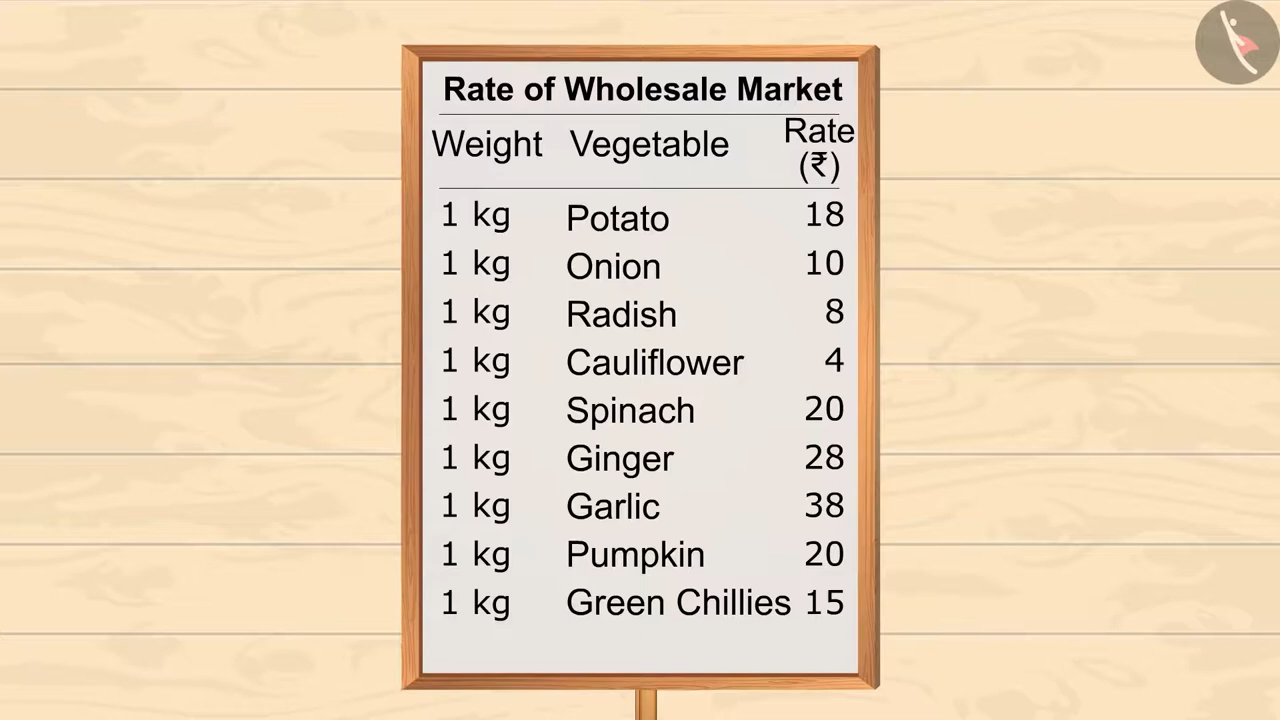 Rate of Wholesale Market
Weight Vegetable Rate (₹)
1 kg Potato 18
1 kg Onion 10
1 kg Radish 8
1 kg Cauliflower 4
1 kg Spinach 20
1 kg Ginger 28
1 kg Garlic 38
1 kg Pumpkin 20
1 kg Green Chillies 15